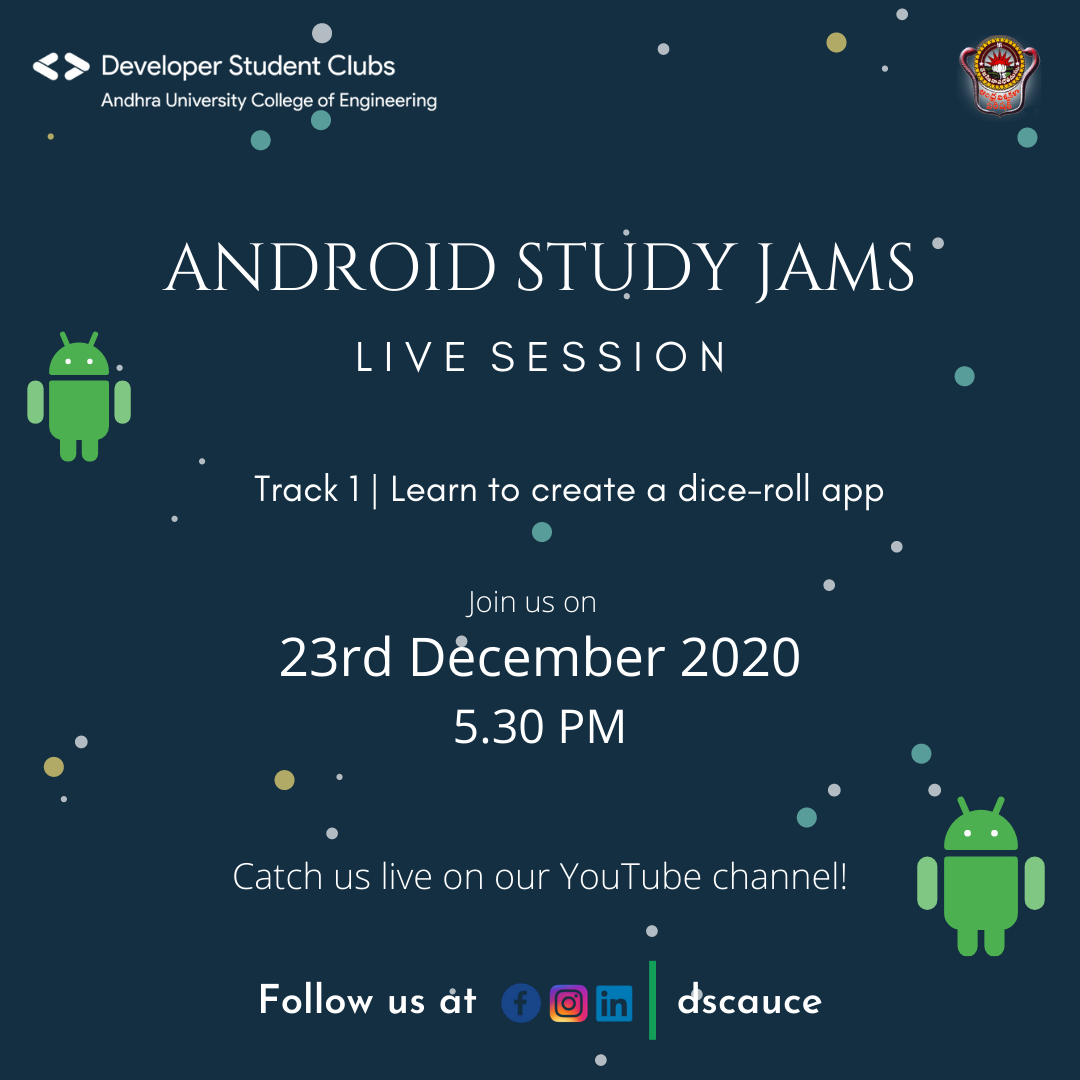 Developer Student Clubs
Andhra University College of Engineering
ANDROID STUDY JAMS
LIVE SESSION
Track 1 | Learn to create a dice-roll app
Join us on
23rd December 2020
5.30 PM
Catch us live on our YouTube channel!
Follow us at
dscauce